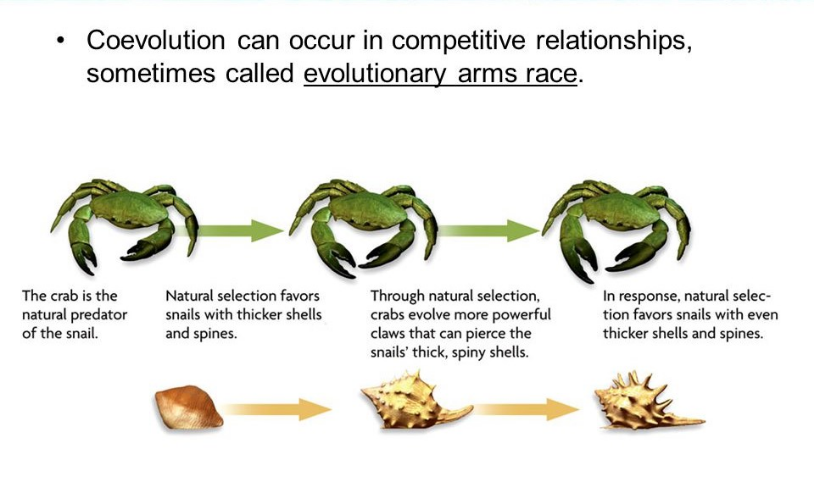 • Coevolution can occur in competitive relationships,
sometimes called evolutionary arms race.
The crab is the
natural predator
of the snail.
Natural selection favors
snails with thicker shells
and spines.
Through natural selection,
crabs evolve more powerful
claws that can pierce the
snails' thick, spiny shells.
In response, natural selec-
tion favors snails with even
thicker shells and spines.